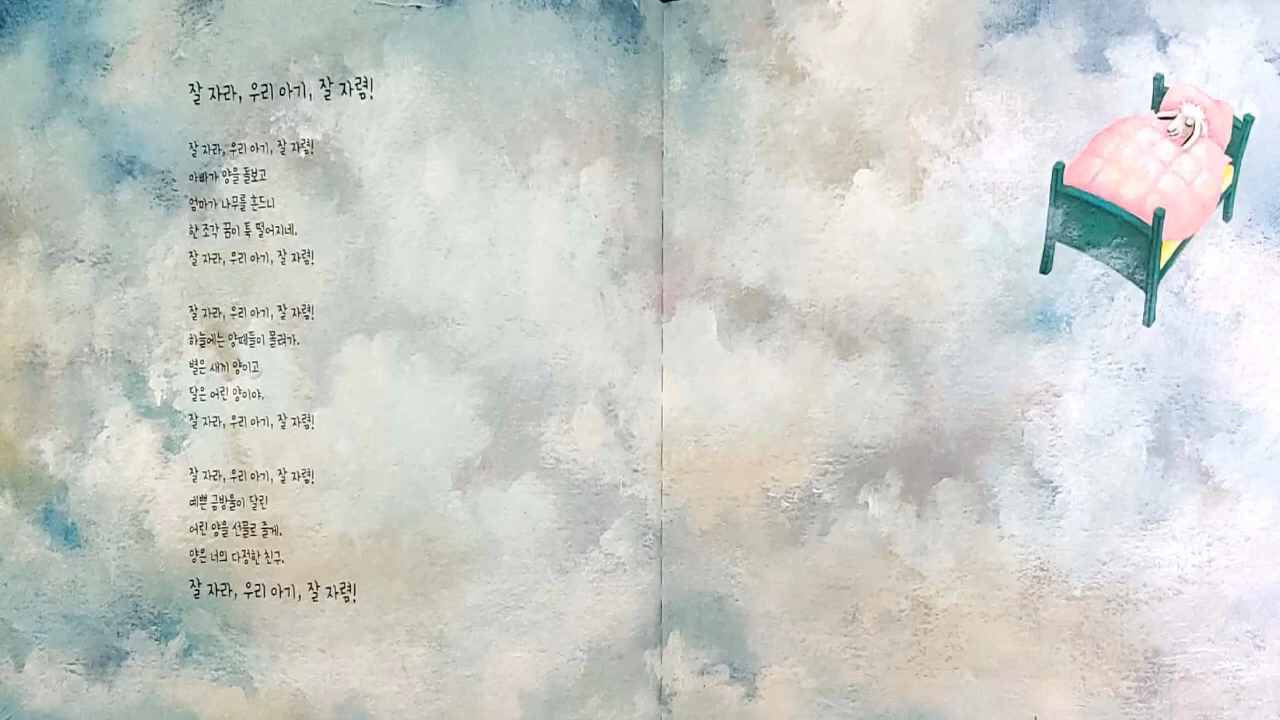 잘 자라, 우리 아기, 잘 자렴!
잘 자라, 우리 아기, 잘 자렴!
아빠가 양을 돌보고
엄마가 나무를 흔드니
한 조각 꿈이 툭 떨어지네.
잘 자라, 우리 아기, 잘 자렴!
잘 자라, 우리 아기, 잘 자렴!
하늘에는 양떼들이 몰려가.
별은 새끼 양이고
달은 어린 양이야.
잘 자라, 우리 아기, 잘 자렴!
잘 자라, 우리 아기, 잘 자렴!
예쁜 금방울이 달린
어린 양을 선물로 줄게.
양은 너의 다정한 친구.
잘 자라, 우리 아기, 잘 자렴!